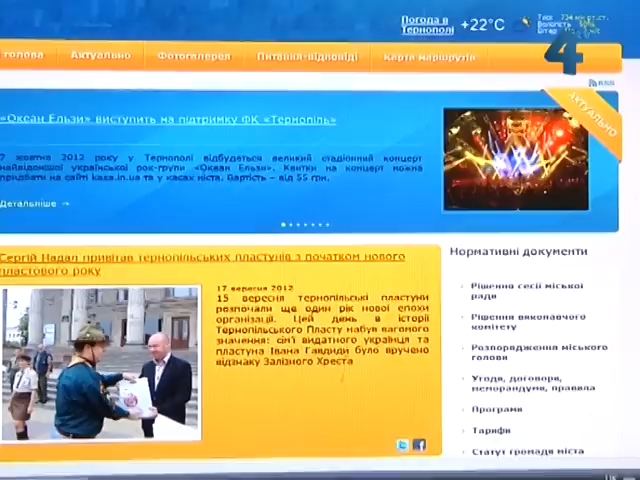 Погода в
Тернополі
+22°C
4
голова
Актуально
Фотогалерея
Питання-відповіді
Карта маршрутів
RSS
АКТУАЛЬНО
«Океан Ельзи» виступить на підтримку ФК «Тернопіль»
7 жовтня 2012 року у Тернополі відбудеться великий стадіонний концерт
найвідомішої української рок-групи «Океан Ельзи». Квитки на концерт можна
придбати на сайті kasa.in.ua та у касах міста. Вартість – від 55 грн.
Детальніше →
Сергій Надал привітав тернопільських пластунів з початком нового
пластового року
17 вересня 2012
15 вересня тернопільські пластуни
розпочали ще один рік нової епохи
організації. Цей день в історії
Тернопільського Пласту набув вагомого
значення: сім'ї видатного українця та
пластуна Івана Гавдиди було вручено
відзнаку Залізного Хреста
Нормативні документи
Рішення сесії міської
ради
Рішення виконавчого
комітету
Розпорядження міського
голови
Угоди, договори,
меморандуми, правила
Програми
Тарифи
Статут громади міста